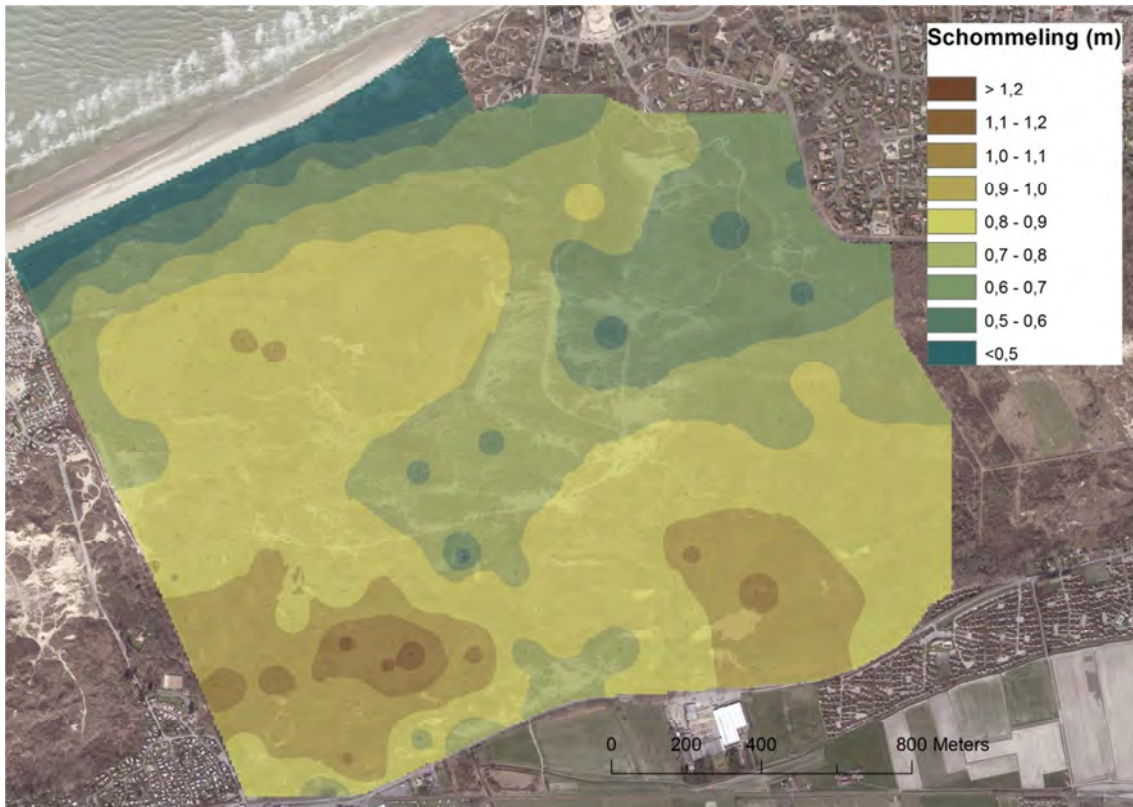 Schommeling (m)
> 1,2
1,1 - 1,2
1,0 - 1,1
0,9 - 1,0
0,8 - 0,9
0,7 - 0,8
0,6 - 0,7
0,5 - 0,6
<0,5
0 200 400 800 Meters